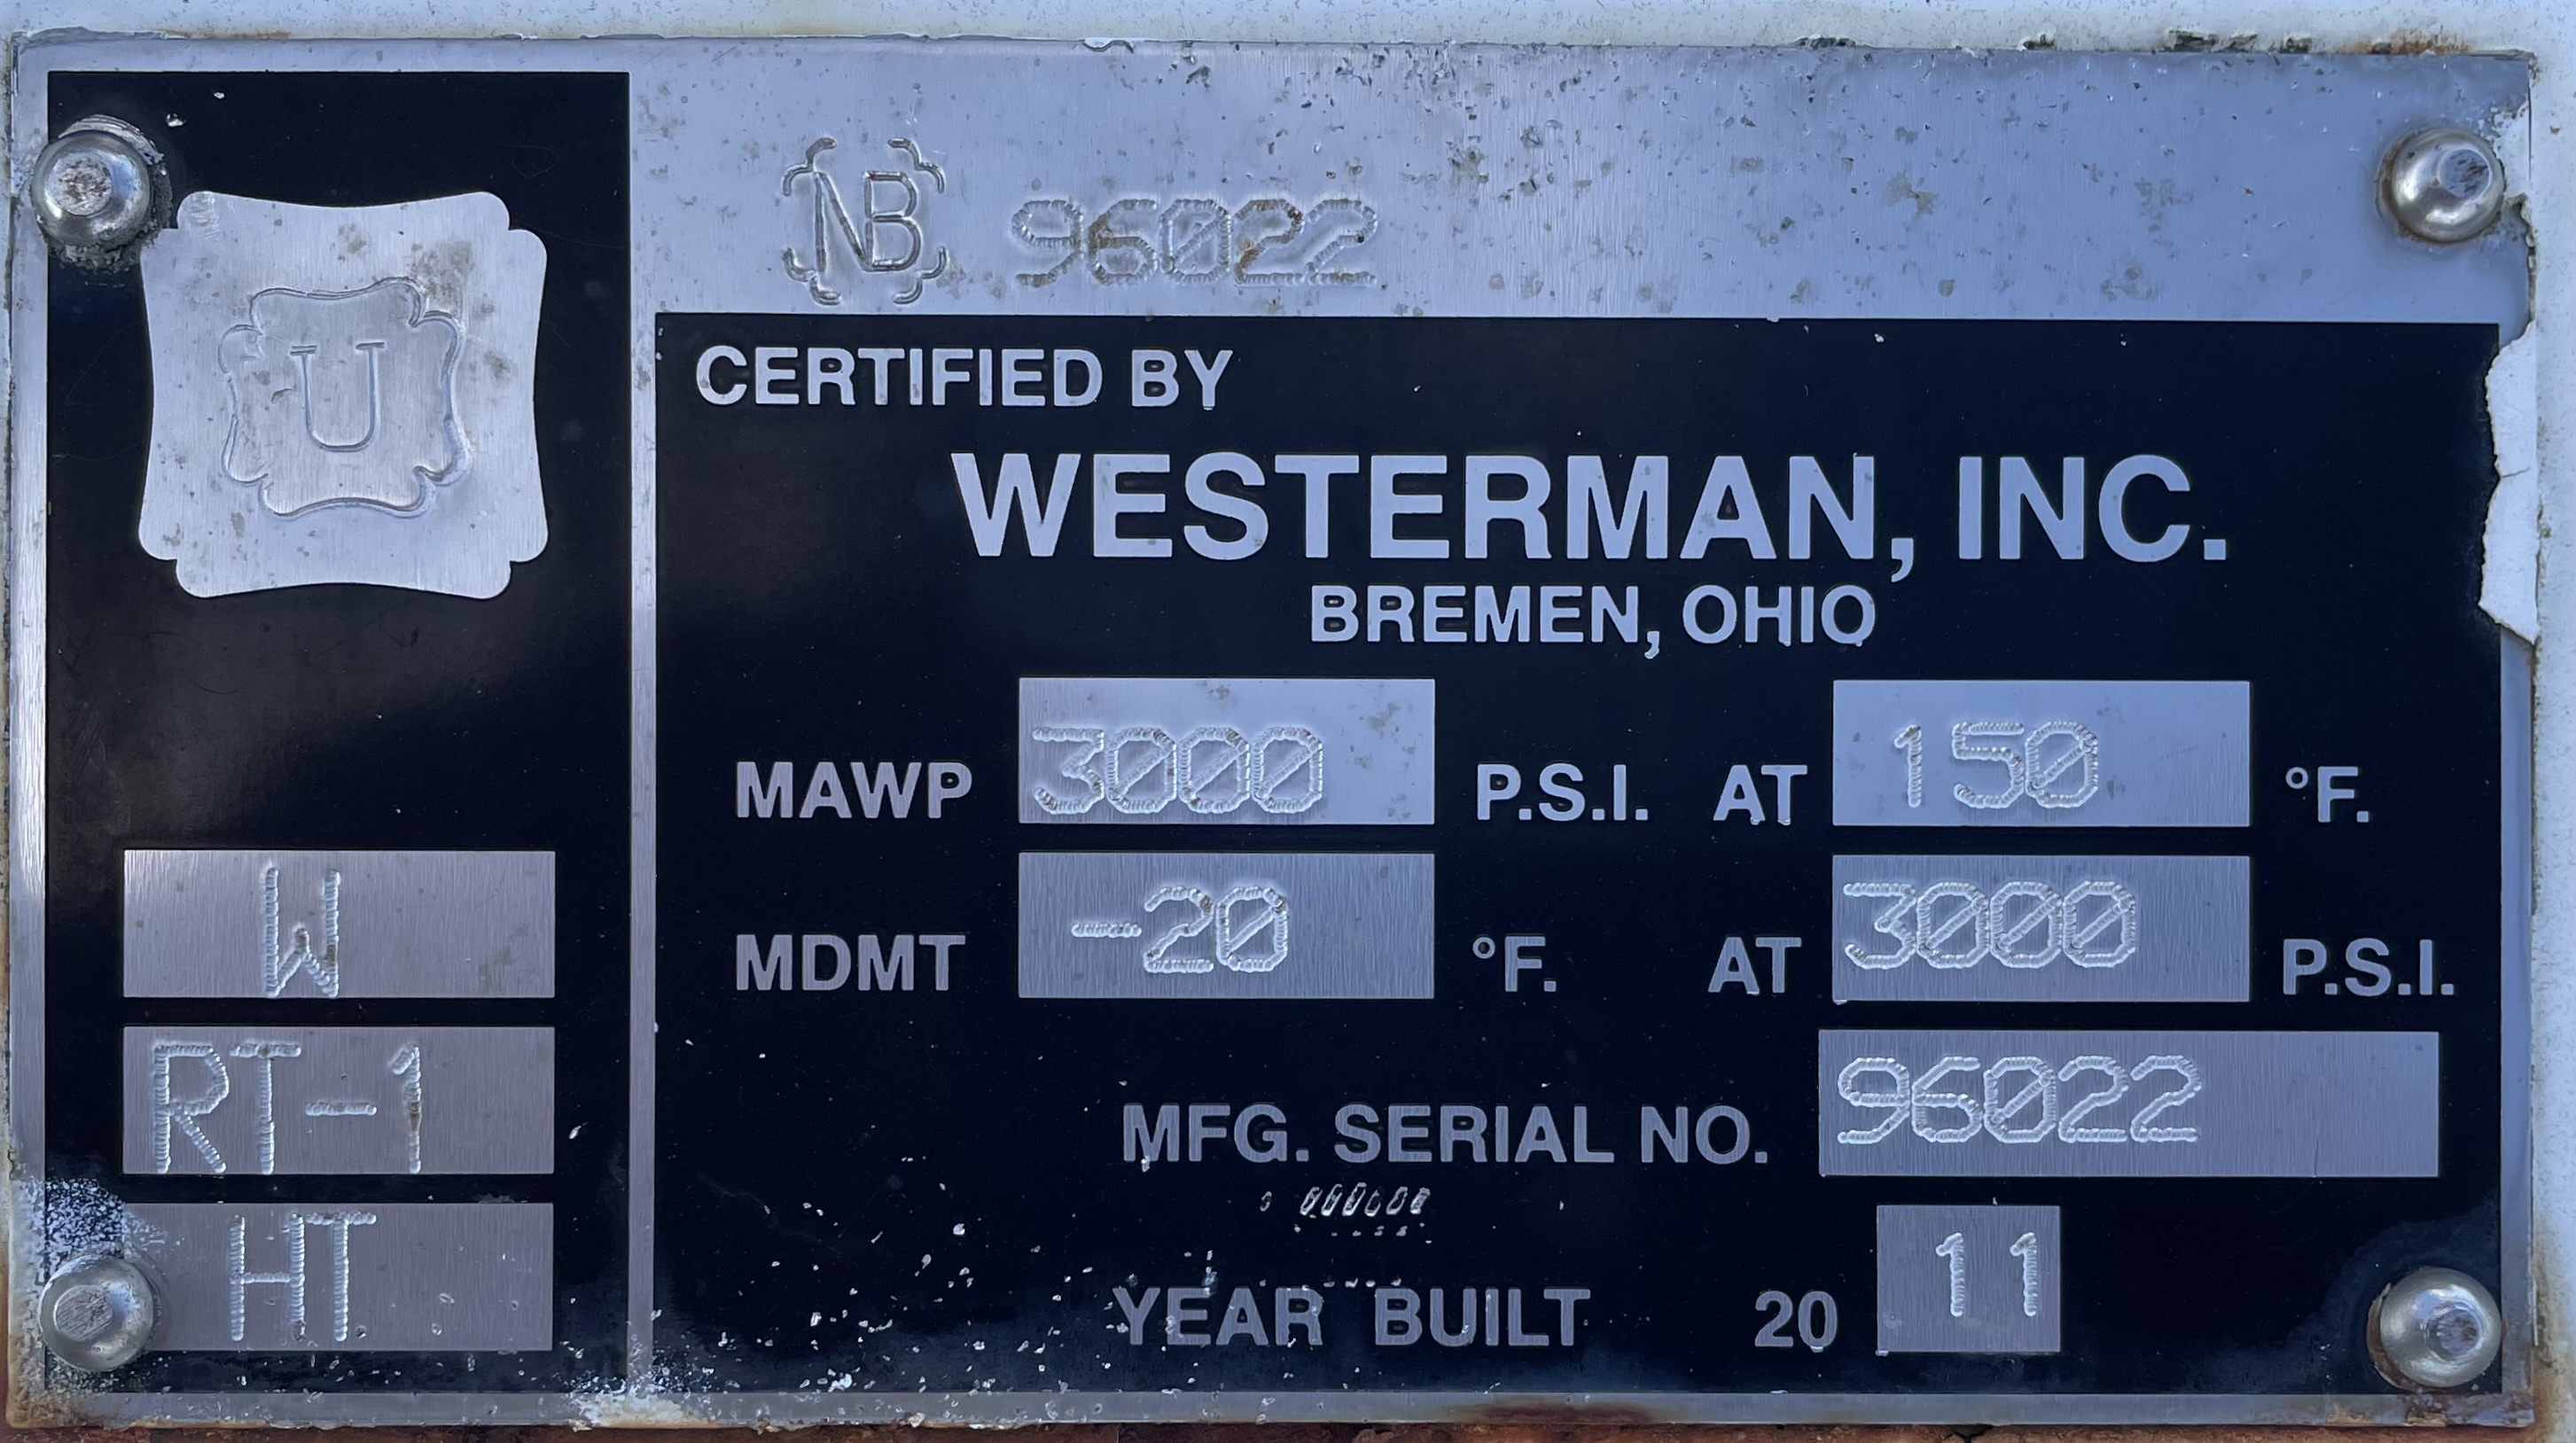 NB 96022
U
CERTIFIED BY
WESTERMAN, INC.
BREMEN, OHIO
MAWP 3000 P.S.I. AT 150 °F.
MDMT -20 °F. AT 3000 P.S.I.
MFG. SERIAL NO. 96022
YEAR BUILT 20 11
W
RT-1
HT